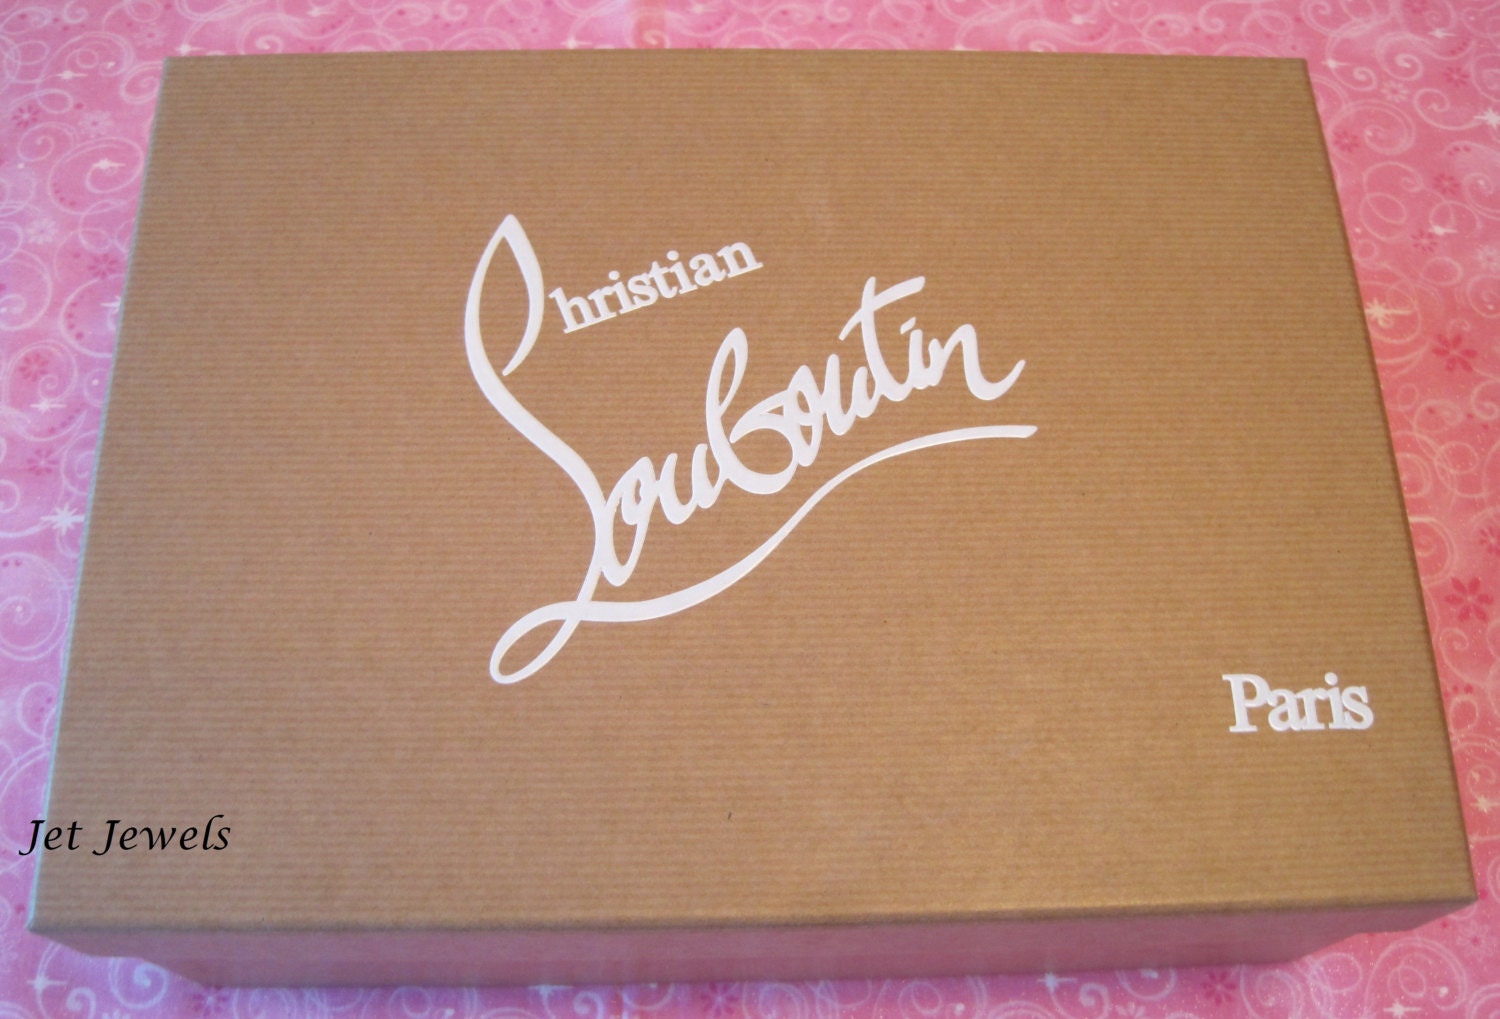 Christian
Louboutin
Paris
Jet Jewels